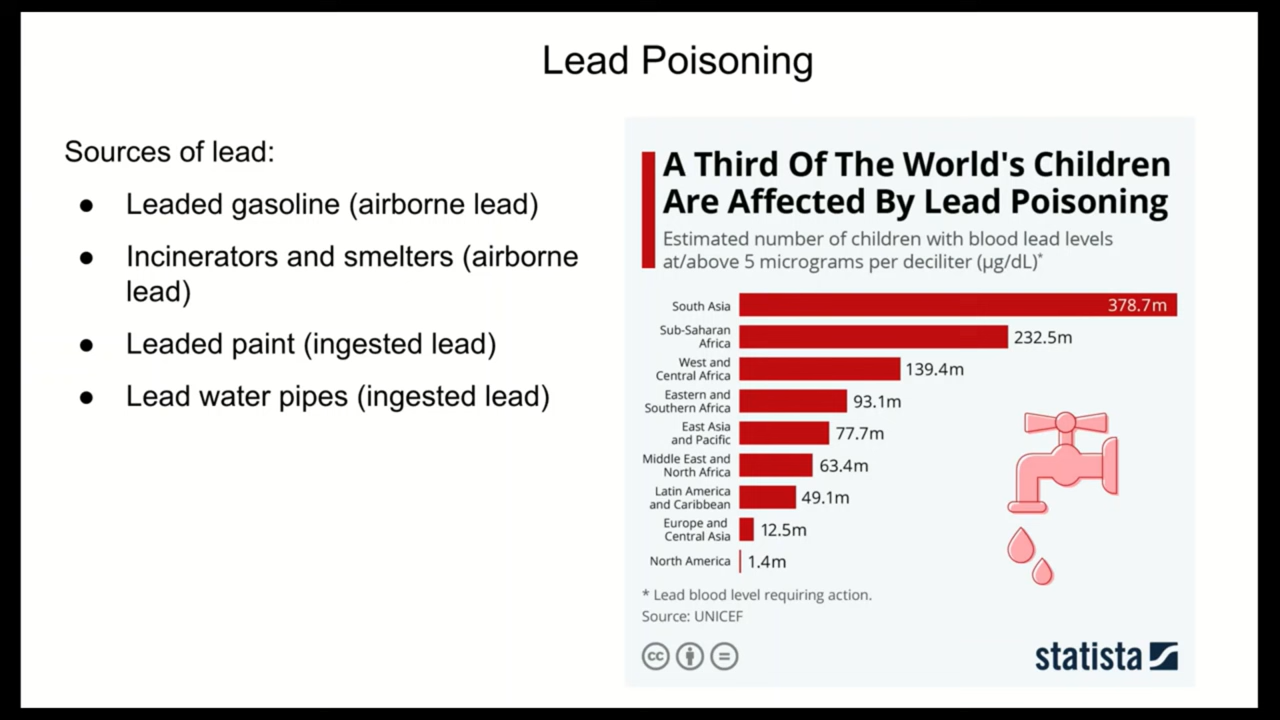 Lead Poisoning
Sources of lead:
● Leaded gasoline (airborne lead)
● Incinerators and smelters (airborne
lead)
● Leaded paint (ingested lead)
● Lead water pipes (ingested lead)
A Third Of The World's Children
Are Affected By Lead Poisoning
Estimated number of children with blood lead levels
at/above 5 micrograms per deciliter (µg/dL)*
South Asia 378.7m
Sub-Saharan
Africa 232.5m
West and
Central Africa 139.4m
Eastern and
Southern Africa 93.1m
East Asia
and Pacific 77.7m
Middle East and
North Africa 63.4m
Latin America
and Caribbean 49.1m
Europe and
Central Asia 12.5m
North America 1.4m
* Lead blood level requiring action.
Source: UNICEF
cc
statista